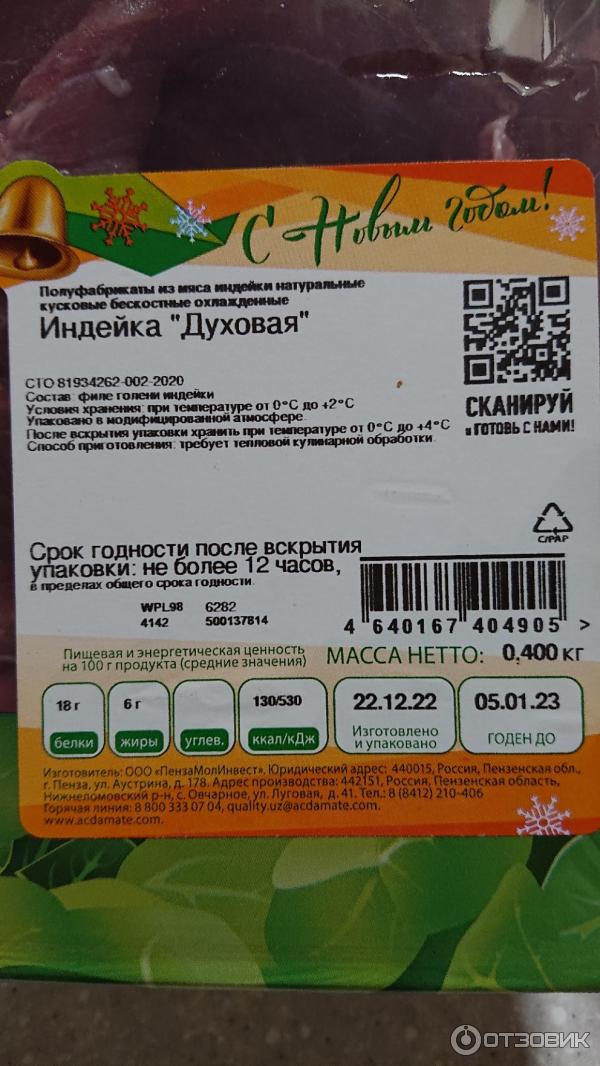 С Новым годом!
Полуфабрикаты из мяса индейки натуральные
кусковые бескостные охлажденные
Индейка "Духовая"
СТО 81934262-002-2020
Состав: филе голени индейки
Условия хранения: при температуре от 0°C до +2°C
Упаковано в модифицированной атмосфере.
После вскрытия упаковки хранить при температуре от 0°C до +4°C
Способ приготовления: требует тепловой кулинарной обработки.
СКАНИРУЙ
И ГОТОВЬ С НАМИ!
C/PAP
Срок годности после вскрытия
упаковки: не более 12 часов,
в пределах общего срока годности.
WPL98 6282
4142 500137814
4 640167 404905 >
Пищевая и энергетическая ценность
на 100 г продукта (средние значения)
МАССА НЕТТО: 0,400 кг
18 г 6 г 130/530 22.12.22 05.01.23
белки жиры углев. ккал/кДж Изготовлено
и упаковано ГОДЕН ДО
Изготовитель: ООО «ПензаМолИнвест», Юридический адрес: 440015, Россия, Пензенская обл.,
г. Пенза, ул. Аустрина, д. 178. Адрес производства: 442151, Россия, Пензенская область,
Нижнеломовский р-н, с. Овчарное, ул. Луговая, д. 41. Тел.: 8 (8412) 210-406
Горячая линия: 8 800 333 07 04, quality.uz@acdamate.com.
www.acdamate.com.
ОТЗОВИК